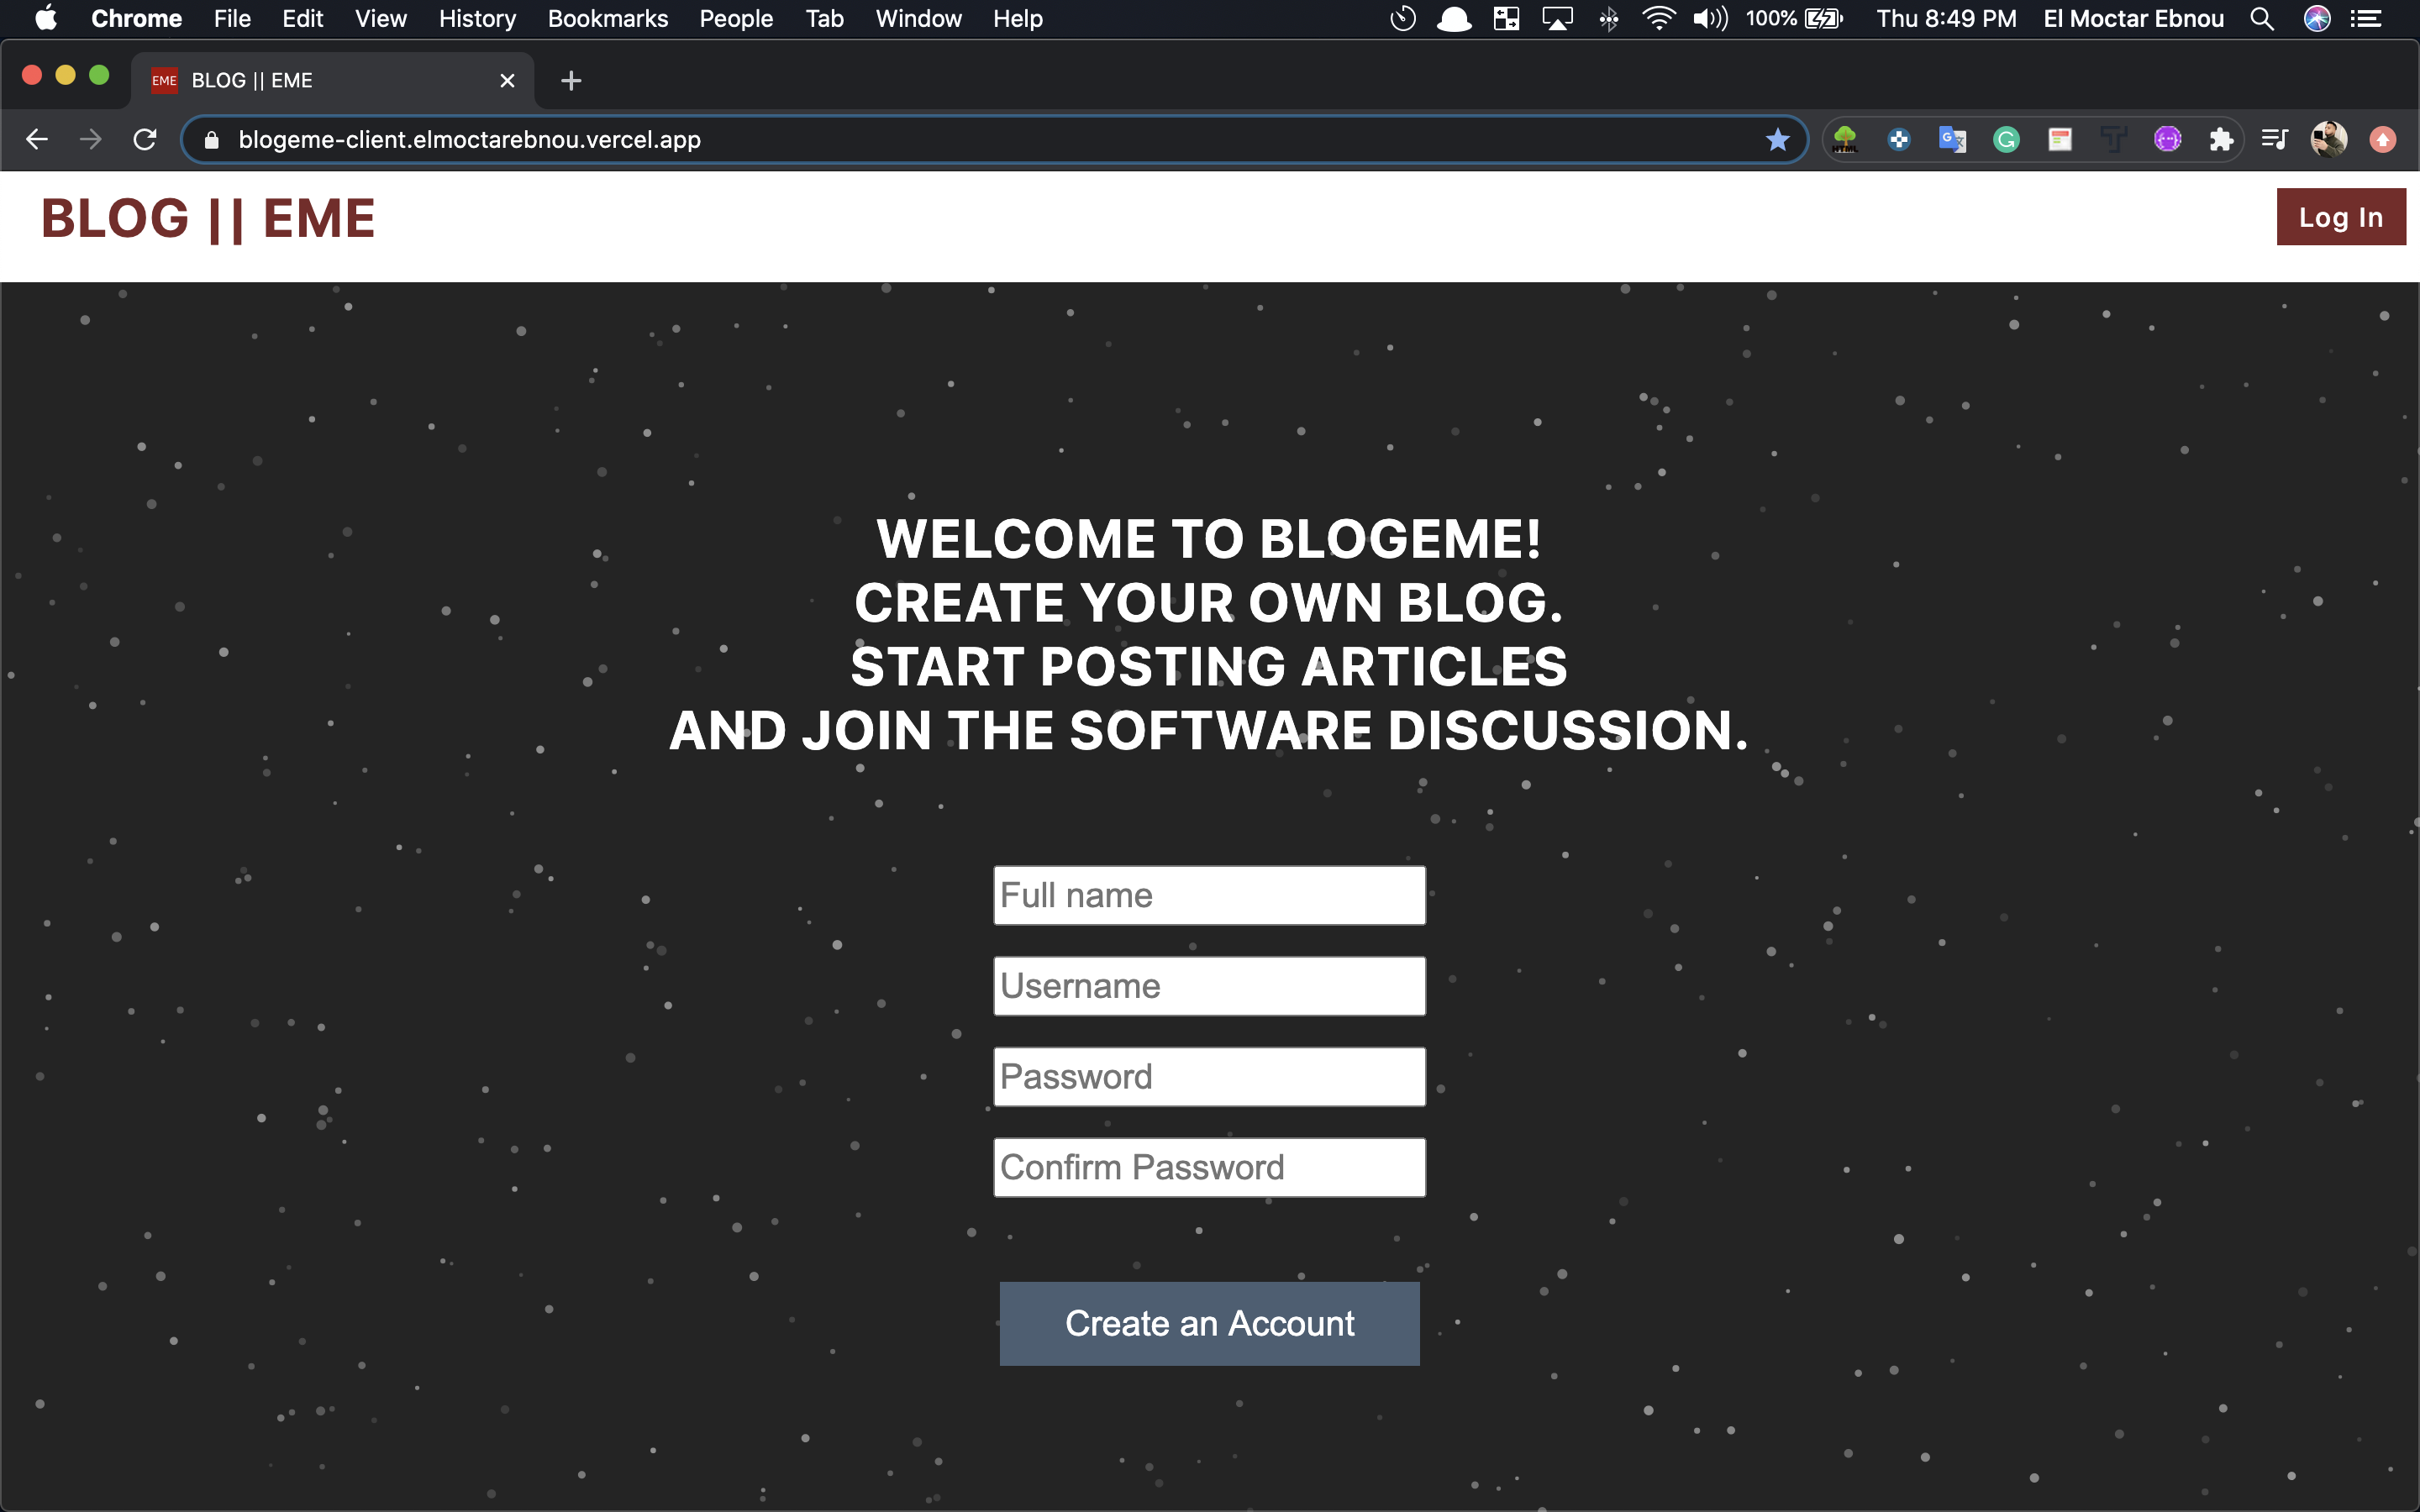 Chrome File Edit View History Bookmarks People Tab Window Help 100% Thu 8:49 PM El Moctar Ebnou
EME BLOG || EME
blogeme-client.elmoctarebnou.vercel.app
HTML
BLOG || EME
Log In
WELCOME TO BLOGEME!
CREATE YOUR OWN BLOG.
START POSTING ARTICLES
AND JOIN THE SOFTWARE DISCUSSION.
Full name
Username
Password
Confirm Password
Create an Account